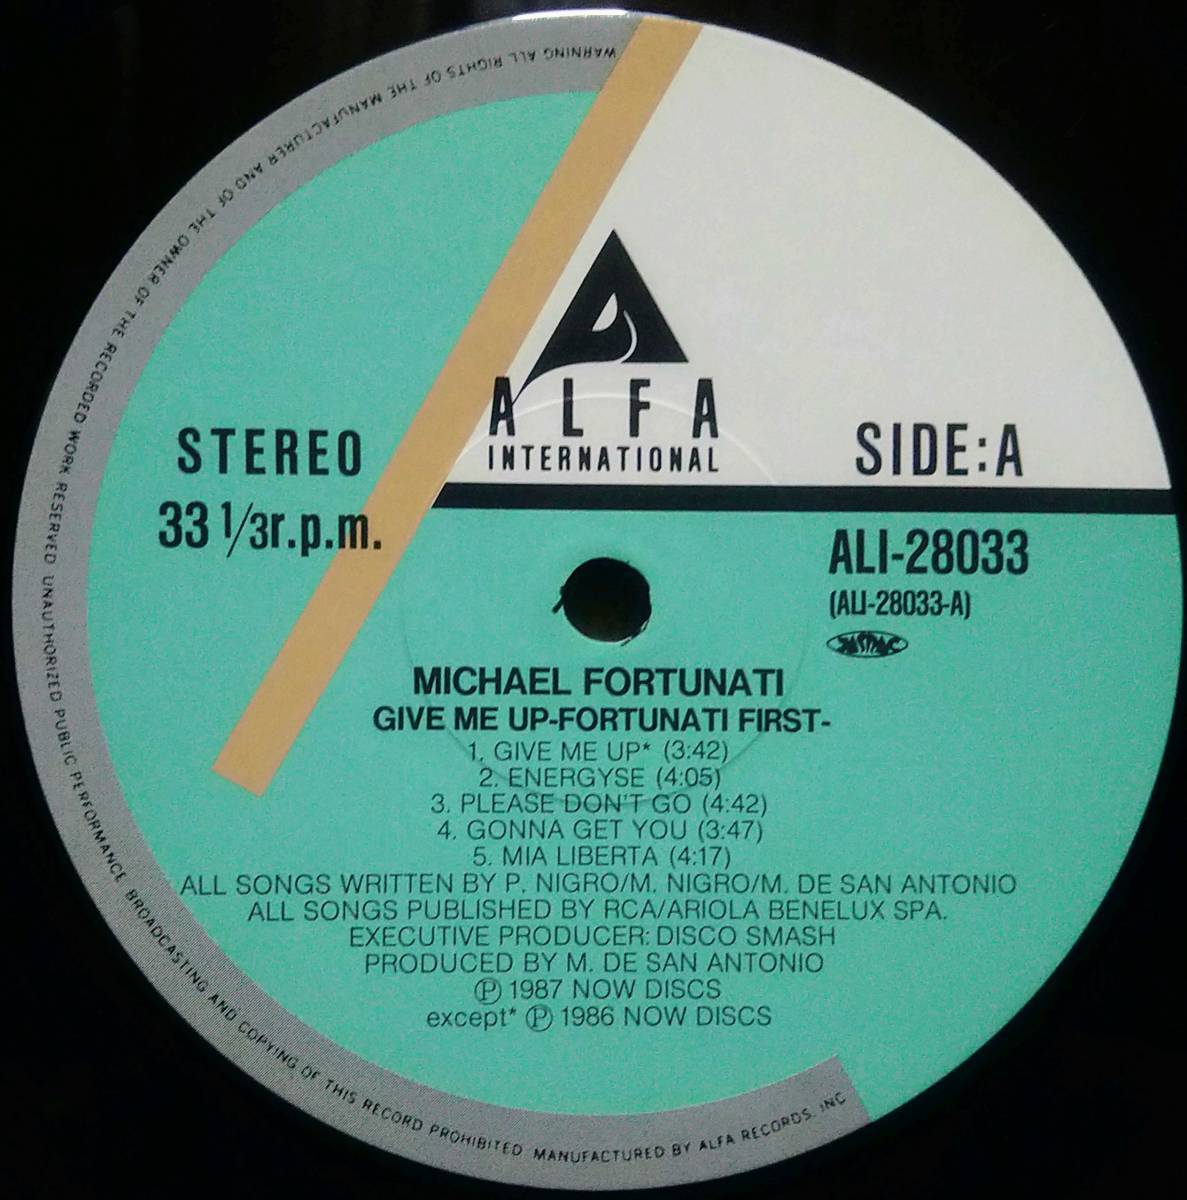 WARNING ALL RIGHTS OF THE MANUFACTURER AND OF THE OWNER OF THE RECORDED WORK RESERVED UNAUTHORIZED PUBLIC PERFORMANCE BROADCASTING AND COPYING OF THIS RECORD PROHIBITED MANUFACTURED BY ALFA RECORDS, INC
ALFA
INTERNATIONAL
STEREO
33 1/3r.p.m.
SIDE:A
ALI-28033
(ALI-28033-A)
JASRAC
MICHAEL FORTUNATI
GIVE ME UP-FORTUNATI FIRST-
1. GIVE ME UP* (3:42)
2. ENERGYSE (4:05)
3. PLEASE DON'T GO (4:42)
4. GONNA GET YOU (3:47)
5. MIA LIBERTA (4:17)
ALL SONGS WRITTEN BY P. NIGRO/M. NIGRO/M. DE SAN ANTONIO
ALL SONGS PUBLISHED BY RCA/ARIOLA BENELUX SPA.
EXECUTIVE PRODUCER: DISCO SMASH
PRODUCED BY M. DE SAN ANTONIO
℗ 1987 NOW DISCS
except* ℗ 1986 NOW DISCS